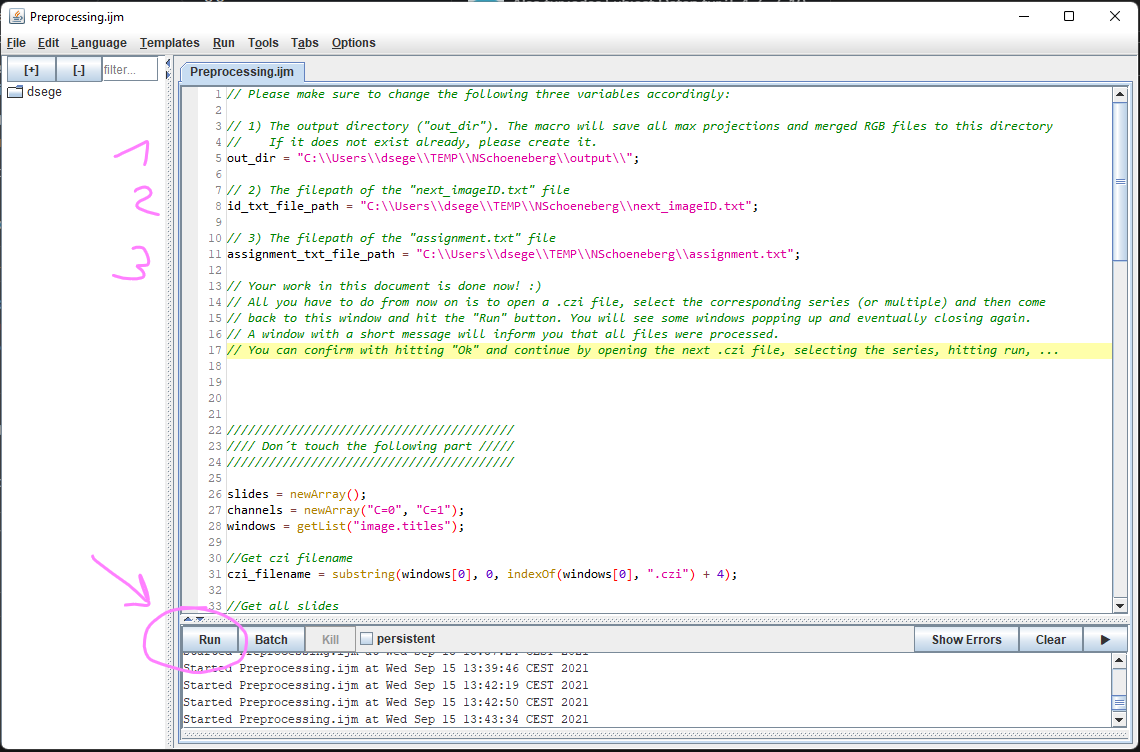 Preprocessing.ijm
File Edit Language Templates Run Tools Tabs Options
[+] [-] filter...
dsege
Preprocessing.ijm
1 // Please make sure to change the following three variables accordingly:
2
3 // 1) The output directory ("out_dir"). The macro will save all max projections and merged RGB files to this directory
4 //    If it does not exist already, please create it.
5 out_dir = "C:\\Users\\dsege\\TEMP\\NSchoeneberg\\output\\";
6
7 // 2) The filepath of the "next_imageID.txt" file
8 id_txt_file_path = "C:\\Users\\dsege\\TEMP\\NSchoeneberg\\next_imageID.txt";
9
10 // 3) The filepath of the "assignment.txt" file
11 assignment_txt_file_path = "C:\\Users\\dsege\\TEMP\\NSchoeneberg\\assignment.txt";
12
13 // Your work in this document is done now! :)
14 // All you have to do from now on is to open a .czi file, select the corresponding series (or multiple) and then come
15 // back to this window and hit the "Run" button. You will see some windows popping up and eventually closing again.
16 // A window with a short message will inform you that all files were processed.
17 // You can confirm with hitting "Ok" and continue by opening the next .czi file, selecting the series, hitting run, ...
18
19
20
21
22 /////////////////////////////////////////
23 //// Don´t touch the following part /////
24 /////////////////////////////////////////
25
26 slides = newArray();
27 channels = newArray("C=0", "C=1");
28 windows = getList("image.titles");
29
30 //Get czi filename
31 czi_filename = substring(windows[0], 0, indexOf(windows[0], ".czi") + 4);
32
33 //Get all slides
1
2
3
Run Batch Kill persistent Show Errors Clear
Started Preprocessing.ijm at Wed Sep 15 13:39:46 CEST 2021
Started Preprocessing.ijm at Wed Sep 15 13:42:19 CEST 2021
Started Preprocessing.ijm at Wed Sep 15 13:42:50 CEST 2021
Started Preprocessing.ijm at Wed Sep 15 13:43:34 CEST 2021